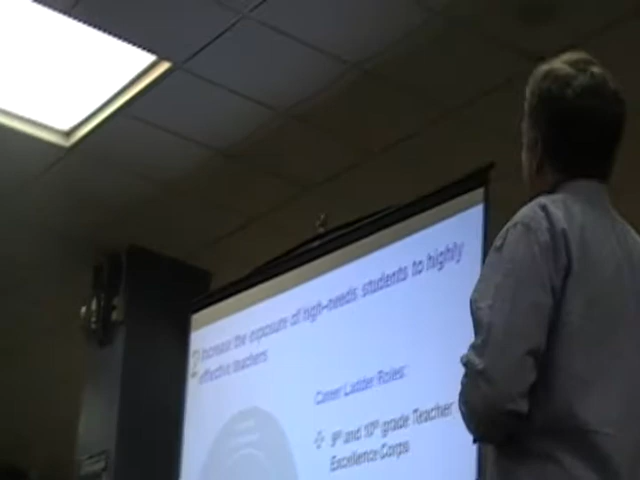 2 Increase the exposure of high-needs students to highly
effective teachers
Career Ladder Roles:
9th and 10th grade Teacher
Excellence Corps